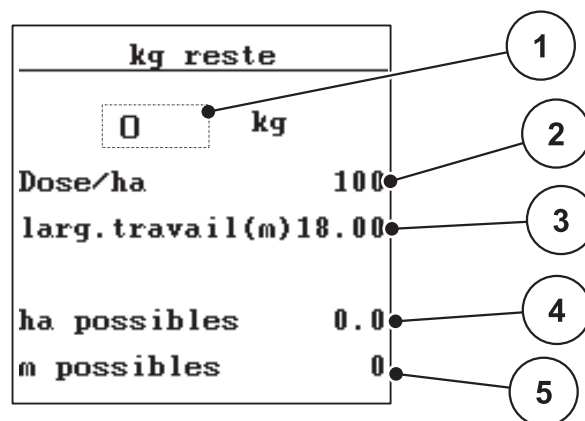 kg reste
0 kg
Dose/ha 100
larg.travail(m)18.00
ha possibles 0.0
m possibles 0
1
2
3
4
5